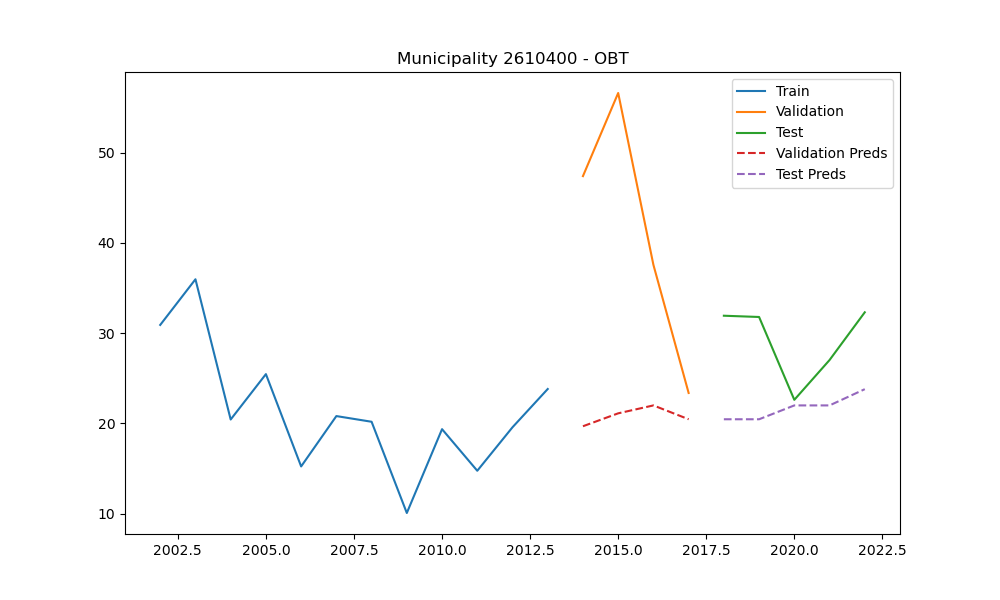 Municipality 2610400 - OBT
Train
Validation
Test
Validation Preds
Test Preds
50
40
30
20
10
2002.5 2005.0 2007.5 2010.0 2012.5 2015.0 2017.5 2020.0 2022.5